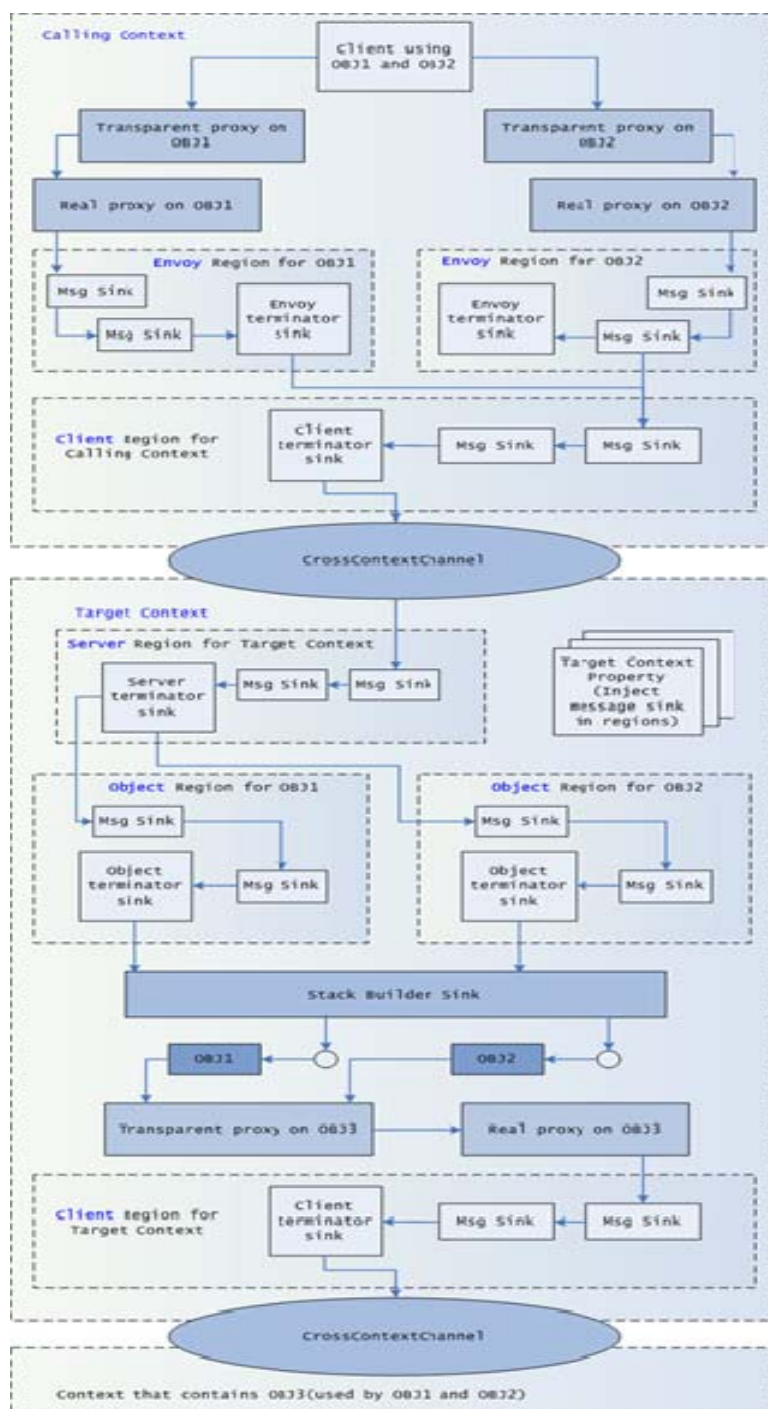 Calling Context
Client using
OBJ1 and OBJ2
Transparent proxy on
OBJ1
Transparent proxy on
OBJ2
Real proxy on OBJ1
Real proxy on OBJ2
Envoy Region for OBJ1
Envoy Region for OBJ2
Msg Sink
Msg Sink
Envoy
terminator
sink
Envoy
terminator
sink
Msg Sink
Msg Sink
Client Region for
Calling Context
Client
terminator
sink
Msg Sink
Msg Sink
CrossContextChannel
Target Context
Server Region for Target Context
Server
terminator
sink
Msg Sink
Msg Sink
Target Context
Property
(Inject
message sink
in regions)
Object Region for OBJ1
Object Region for OBJ2
Msg Sink
Msg Sink
Object
terminator
sink
Msg Sink
Object
terminator
sink
Msg Sink
Stack Builder Sink
OBJ1
OBJ2
Transparent proxy on OBJ3
Real proxy on OBJ3
Client Region for
Target Context
Client
terminator
sink
Msg Sink
Msg Sink
CrossContextChannel
Context that contains OBJ3(used by OBJ1 and OBJ2)